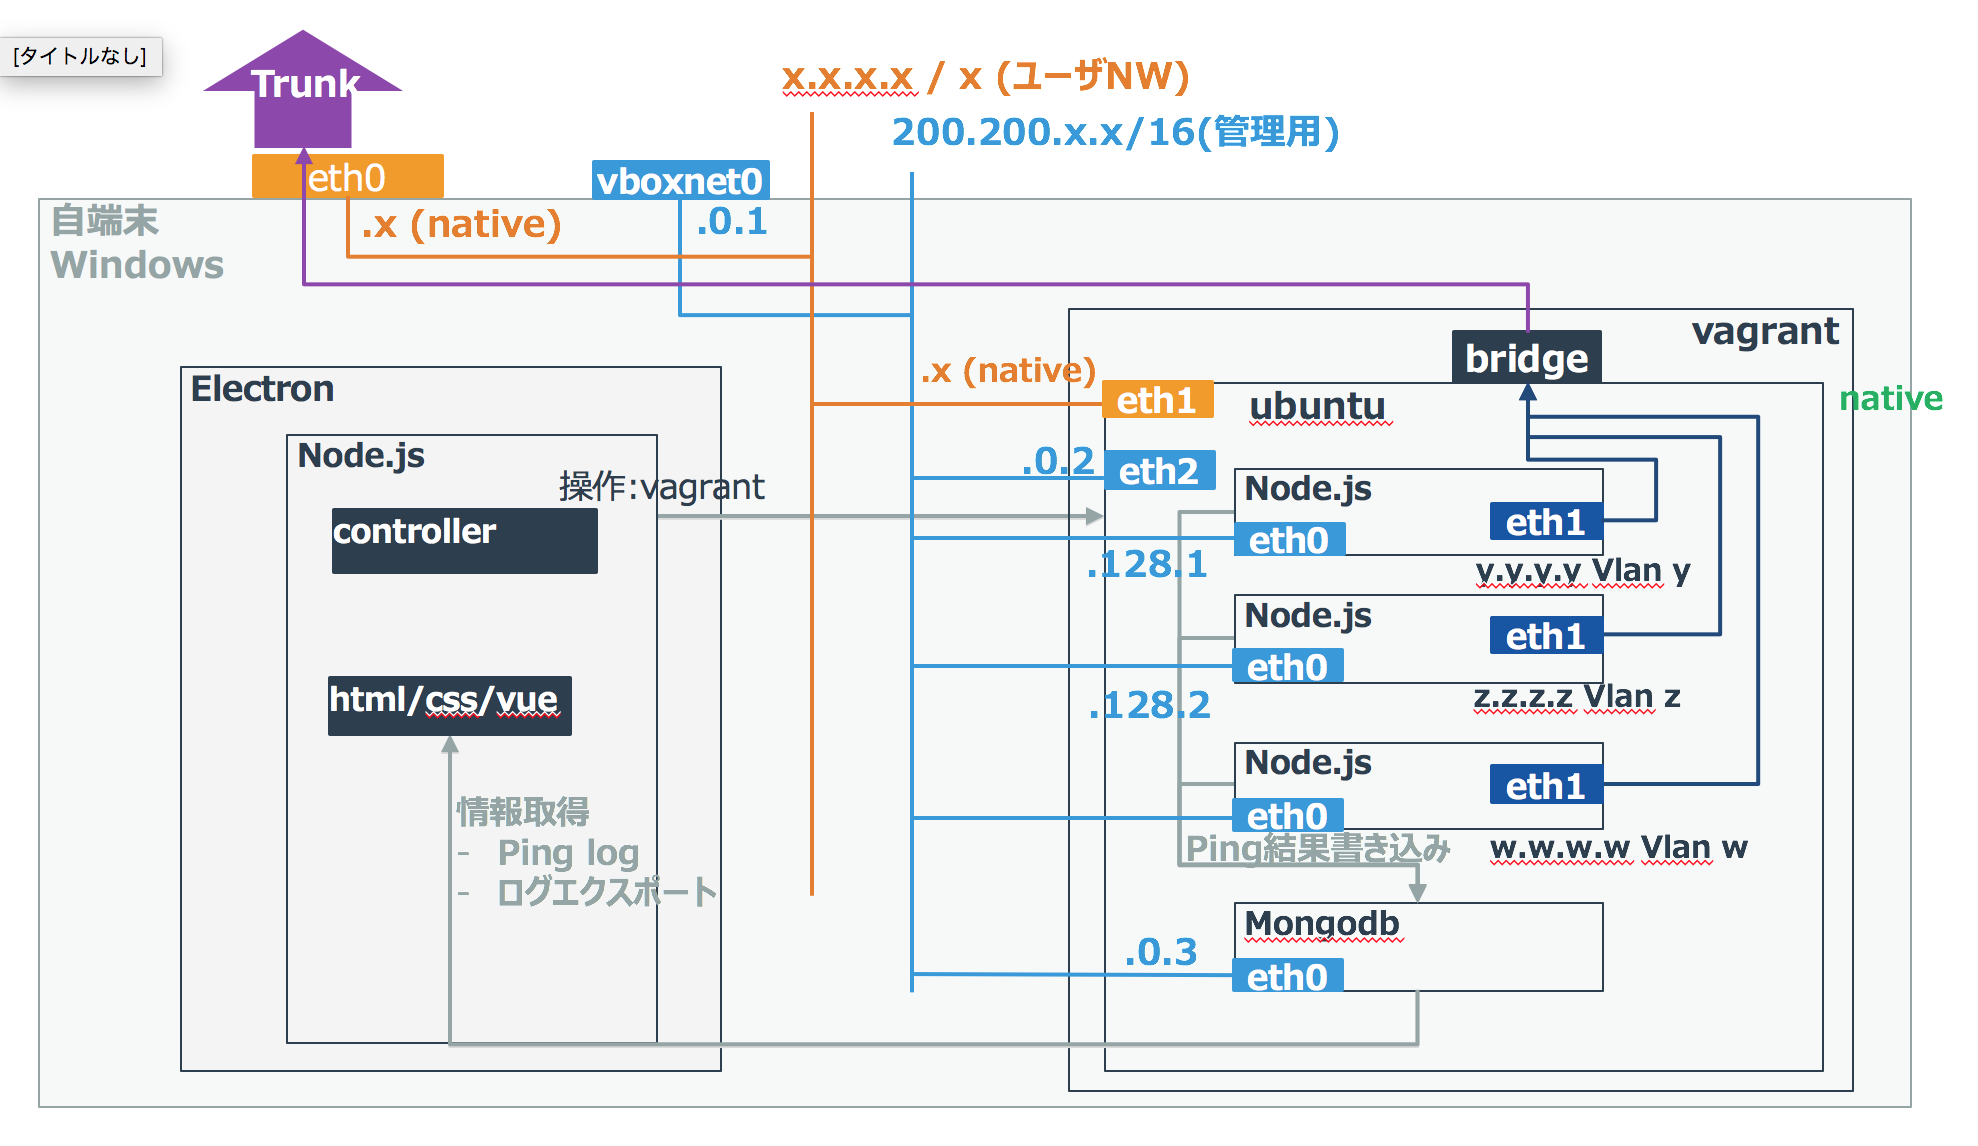 [タイトルなし]
Trunk
x.x.x.x / x (ユーザNW)
200.200.x.x/16(管理用)
eth0
vboxnet0
自端末
Windows
.x (native)
.0.1
vagrant
bridge
Electron
.x (native)
eth1
ubuntu
native
Node.js
操作:vagrant
.0.2
eth2
Node.js
controller
eth1
eth0
.128.1
y.y.y.y Vlan y
Node.js
eth1
eth0
html/css/vue
.128.2
z.z.z.z Vlan z
Node.js
eth1
eth0
情報取得
- Ping log
- ログエクスポート
Ping結果書き込み
w.w.w.w Vlan w
Mongodb
.0.3
eth0